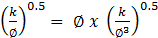 (k/∅)^0.5 = ∅ x (k/∅³)^0.5